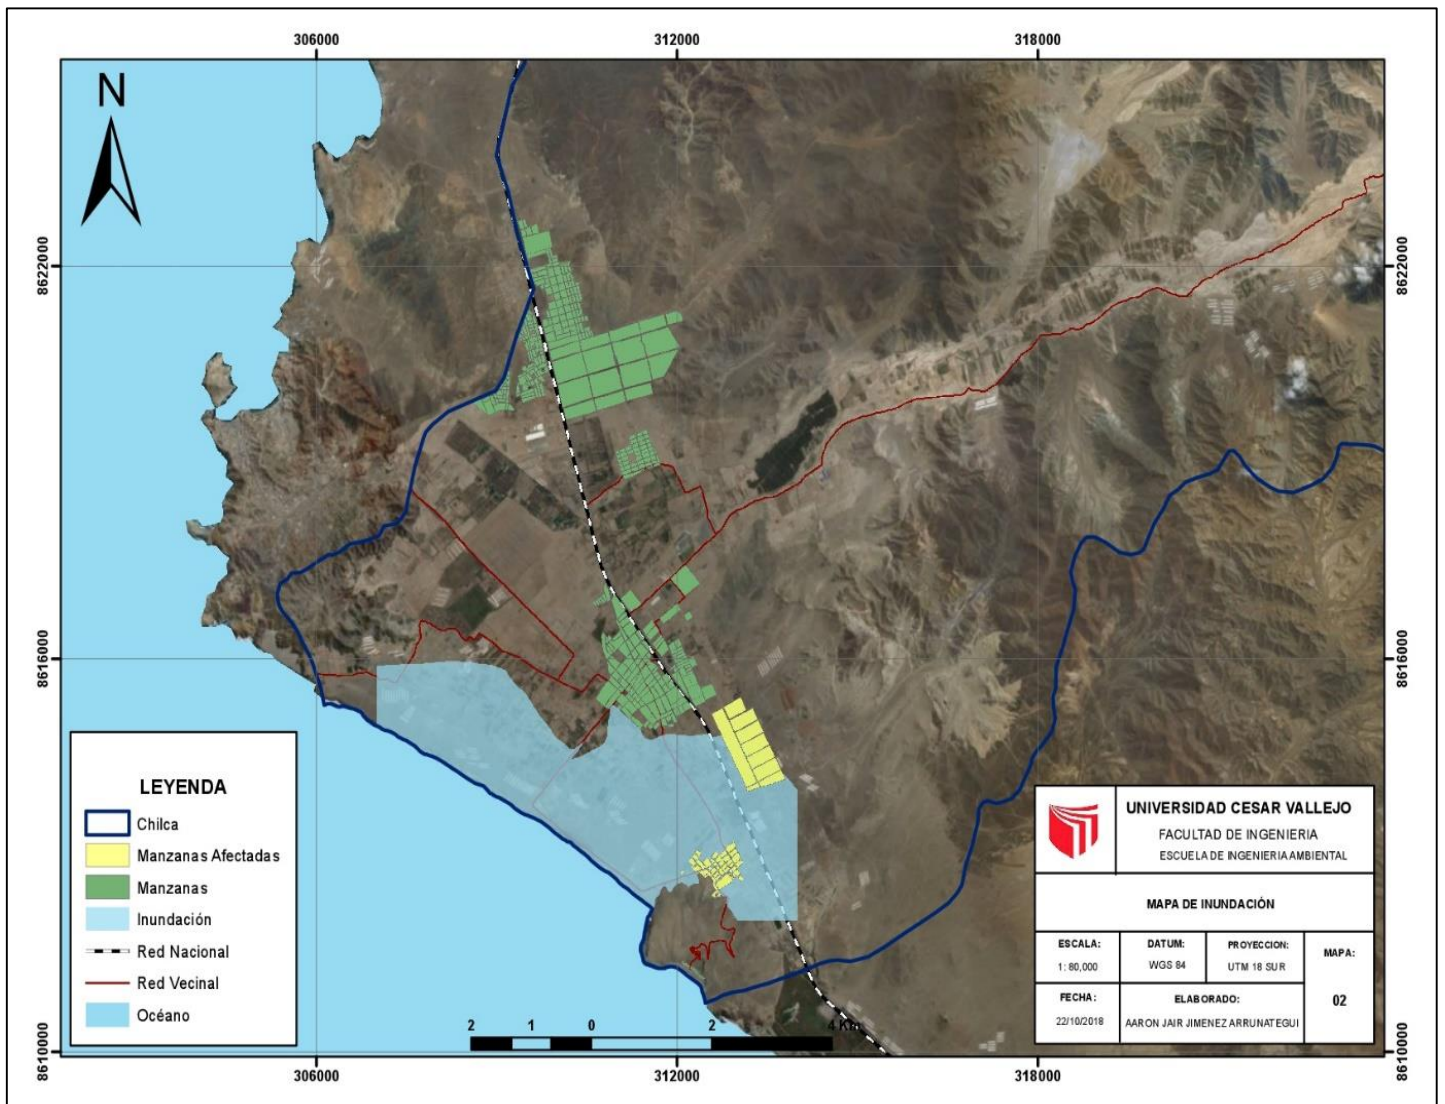 306000
312000
318000
N
8622000
8622000
8616000
8616000
LEYENDA
Chilca
Manzanas Afectadas
Manzanas
Inundación
Red Nacional
Red Vecinal
Océano
UNIVERSIDAD CESAR VALLEJO
FACULTAD DE INGENIERIA
ESCUELA DE INGENIERIA AMBIENTAL
MAPA DE INUNDACIÓN
ESCALA:
1: 80,000
DATUM:
WGS 84
PROYECCION:
UTM 18 SUR
MAPA:
02
FECHA:
22/10/2018
ELABORADO:
AARON JAIR JIMENEZ ARRUNATEGUI
2 1 0 2 4 Km
8610000
8610000
306000
312000
318000